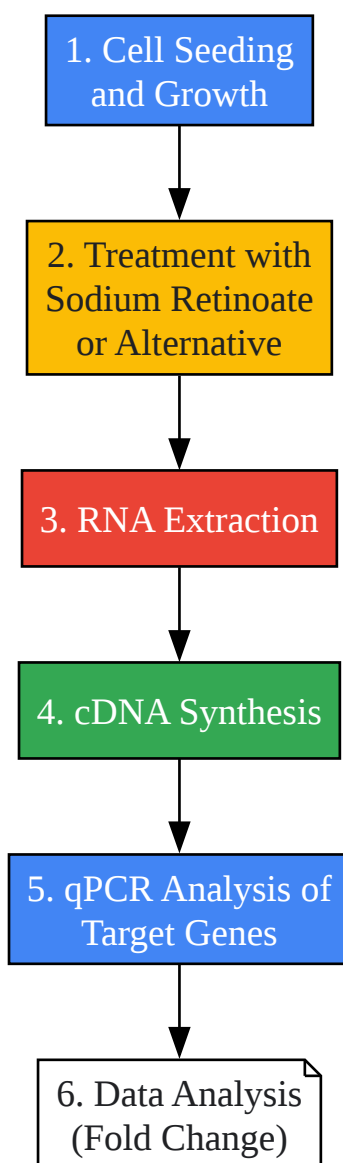 1. Cell Seeding
and Growth
2. Treatment with
Sodium Retinoate
or Alternative
3. RNA Extraction
4. cDNA Synthesis
5. qPCR Analysis of
Target Genes
6. Data Analysis
(Fold Change)